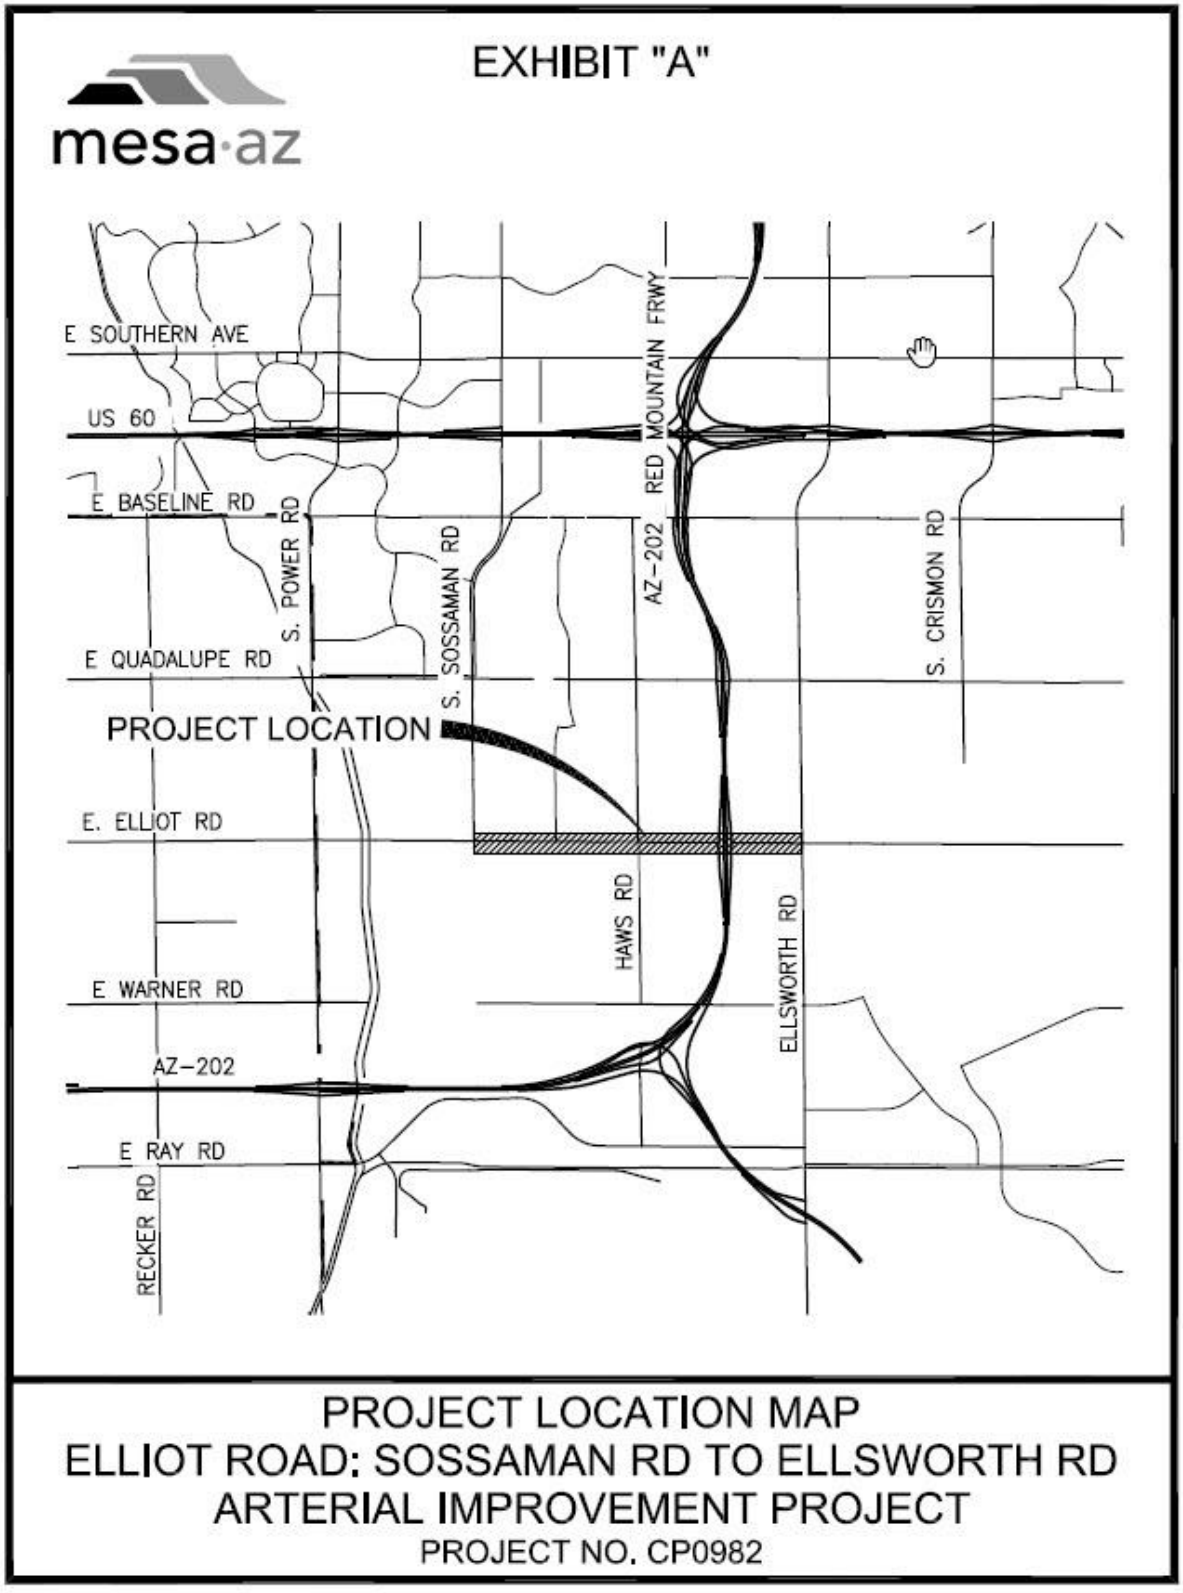 EXHIBIT "A"
mesa·az
E SOUTHERN AVE
US 60
RED MOUNTAIN FRWY
AZ-202
E BASELINE RD
S. POWER RD
S. SOSSAMAN RD
S. CRISMON RD
E QUADALUPE RD
PROJECT LOCATION
E. ELLIOT RD
HAWS RD
ELLSWORTH RD
E WARNER RD
AZ-202
E RAY RD
RECKER RD
PROJECT LOCATION MAP
ELLIOT ROAD: SOSSAMAN RD TO ELLSWORTH RD
ARTERIAL IMPROVEMENT PROJECT
PROJECT NO. CP0982